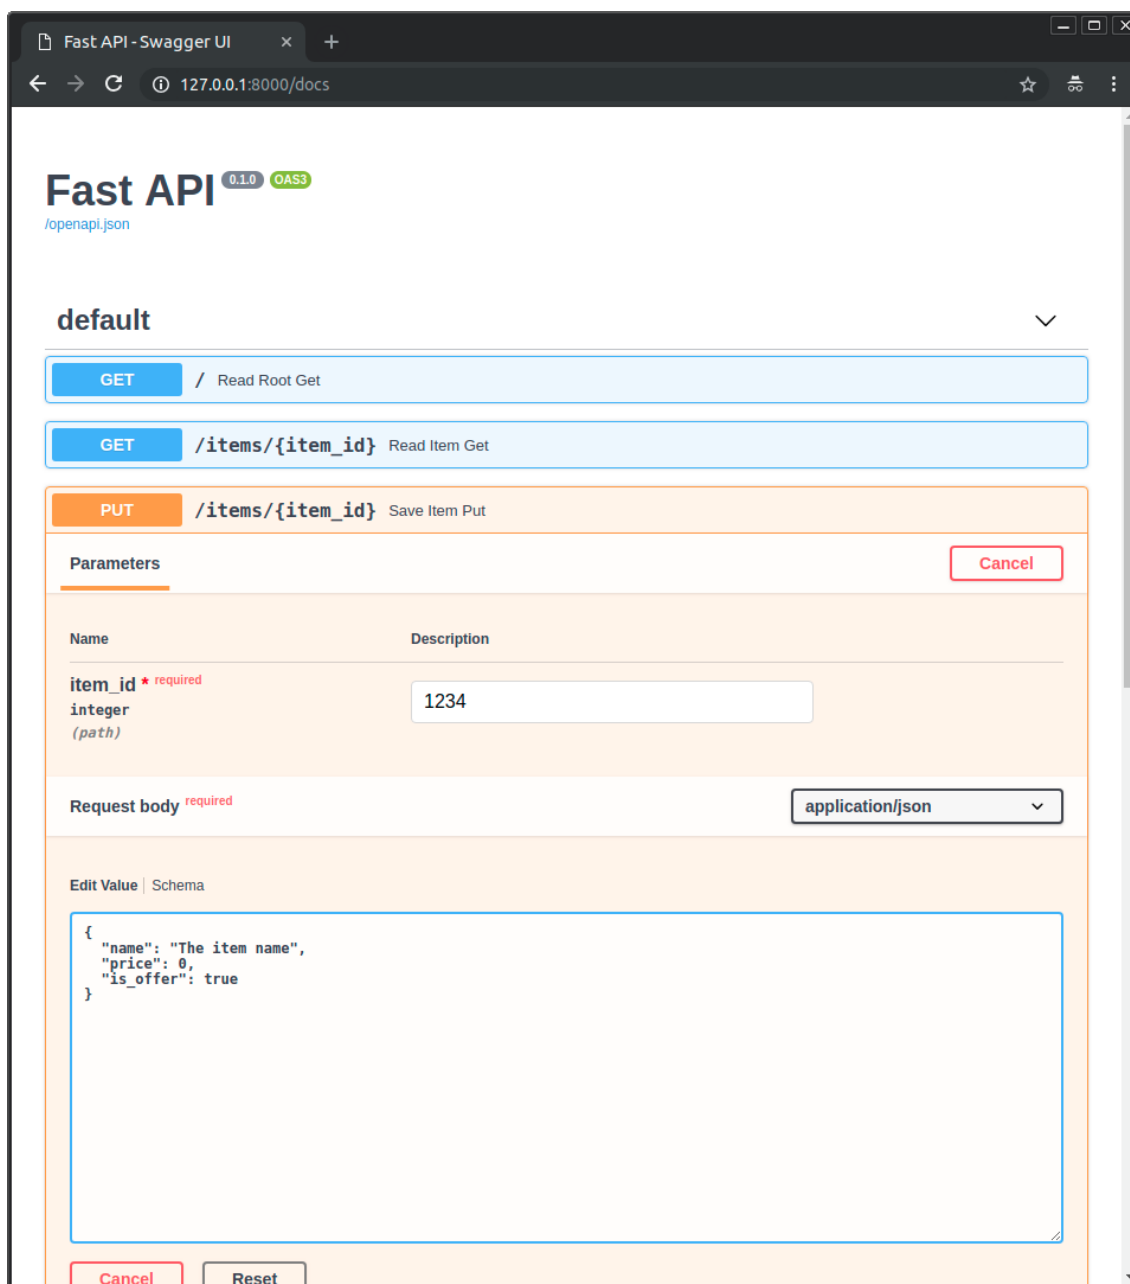 Fast API - Swagger UI
127.0.0.1:8000/docs
Fast API 0.1.0 OAS3
/openapi.json
default
GET / Read Root Get
GET /items/{item_id} Read Item Get
PUT /items/{item_id} Save Item Put
Parameters Cancel
Name Description
item_id * required 1234
integer
(path)
Request body required application/json
Edit Value Schema
{
"name": "The item name",
"price": 0,
"is_offer": true
}
Cancel Reset